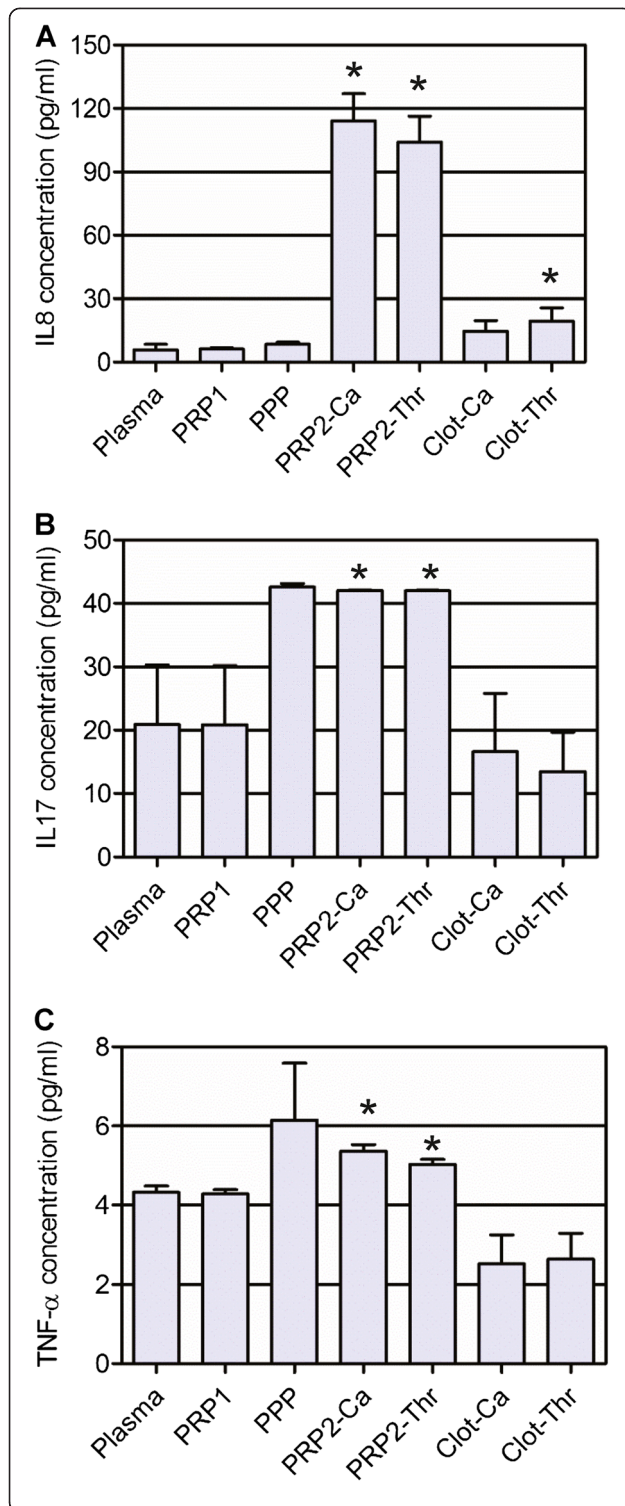 A
IL8 concentration (pg/ml)
150
120
90
60
30
0
* * *
Plasma PRP1 PPP PRP2-Ca PRP2-Thr Clot-Ca Clot-Thr
B
IL17 concentration (pg/ml)
50
40
30
20
10
0
* *
Plasma PRP1 PPP PRP2-Ca PRP2-Thr Clot-Ca Clot-Thr
C
TNF-α concentration (pg/ml)
8
6
4
2
0
* *
Plasma PRP1 PPP PRP2-Ca PRP2-Thr Clot-Ca Clot-Thr